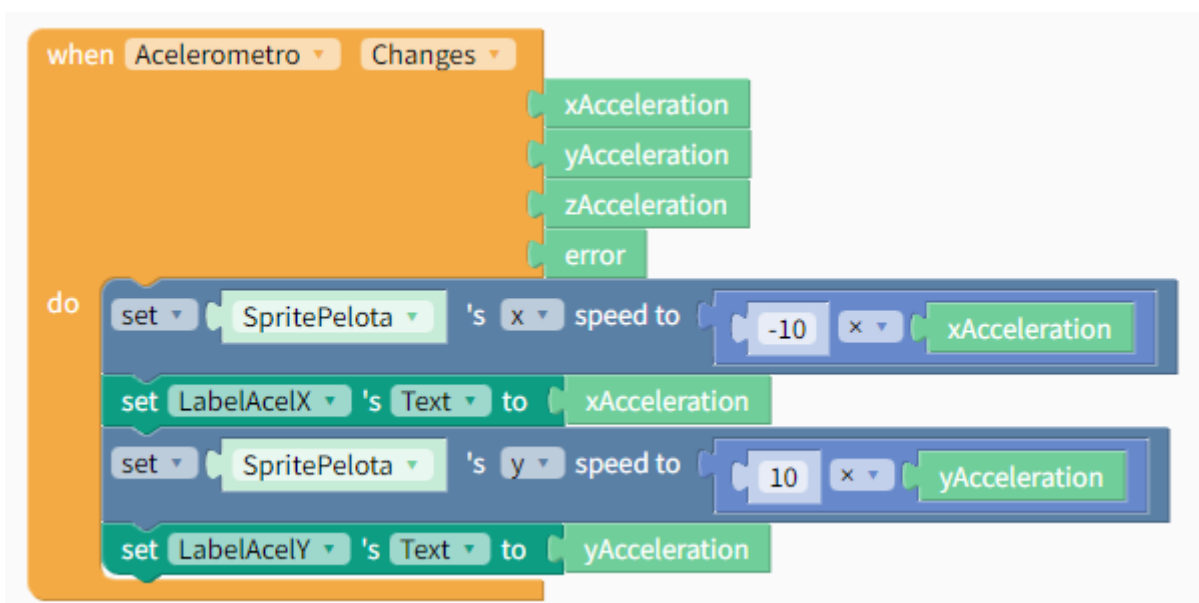 when Acelerometro Changes
xAcceleration
yAcceleration
zAcceleration
error
do set SpritePelota 's x speed to -10 × xAcceleration
set LabelAcelX 's Text to xAcceleration
set SpritePelota 's y speed to 10 × yAcceleration
set LabelAcelY 's Text to yAcceleration